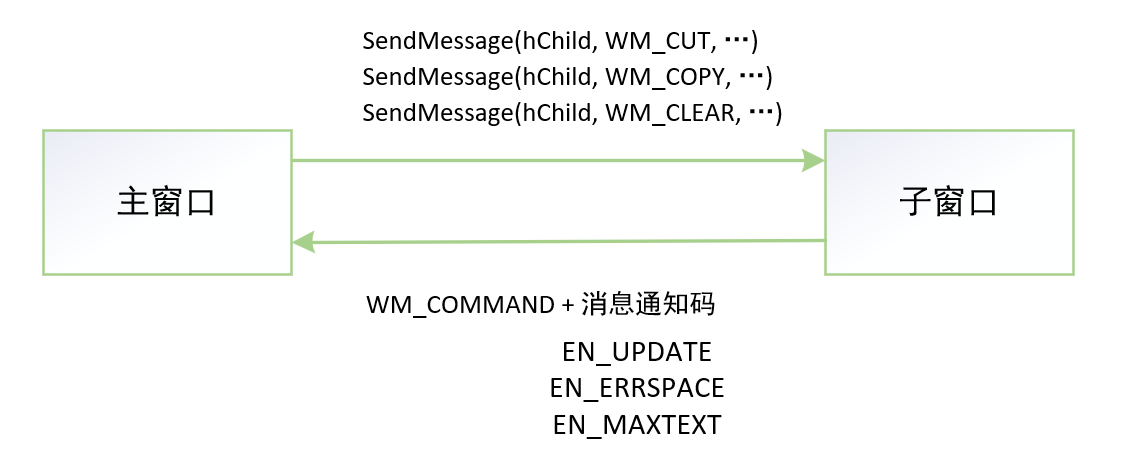 SendMessage(hChild, WM_CUT, …)
SendMessage(hChild, WM_COPY, …)
SendMessage(hChild, WM_CLEAR, …)
主窗口
子窗口
WM_COMMAND + 消息通知码
EN_UPDATE
EN_ERRSPACE
EN_MAXTEXT